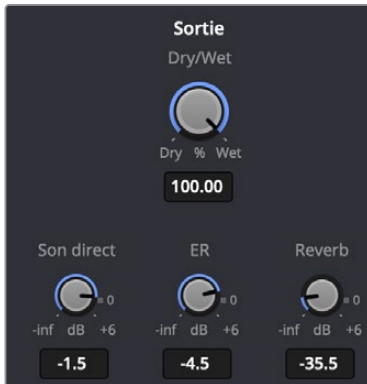 Sortie
Dry/Wet
Dry % Wet
100.00
Son direct ER Reverb
0 0 0
-inf dB +6 -inf dB +6 -inf dB +6
-1.5 -4.5 -35.5